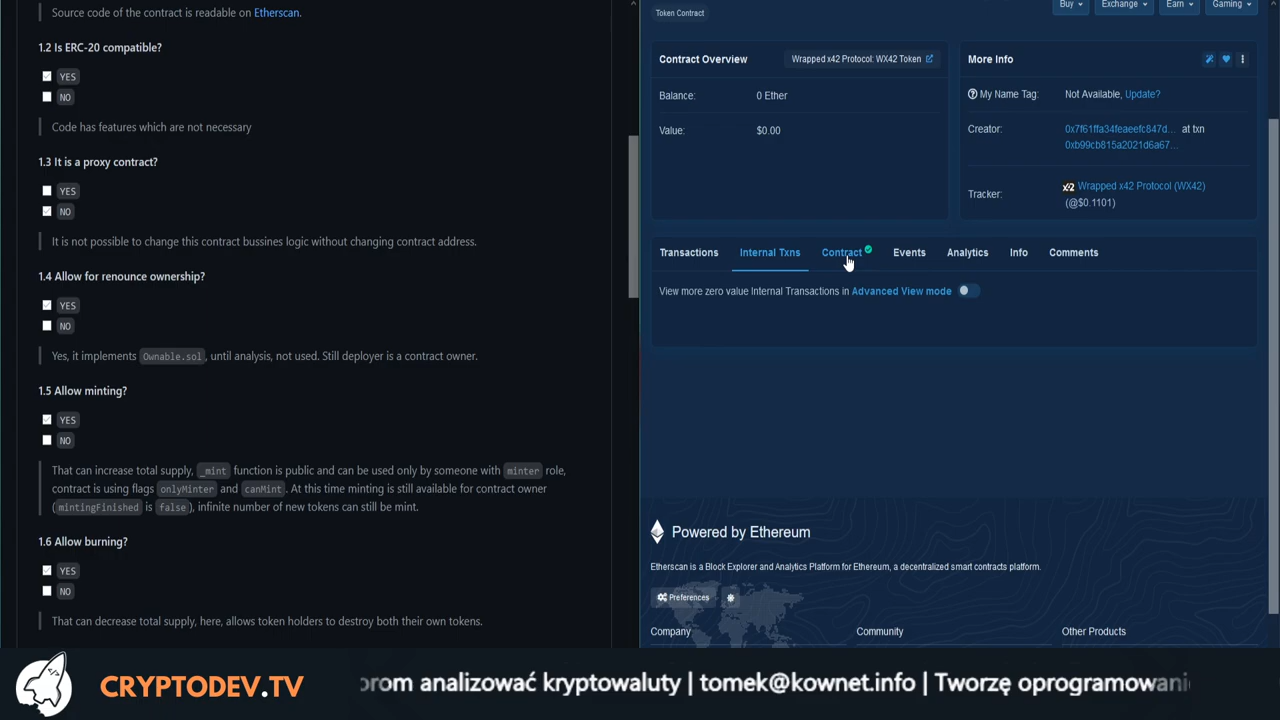 Source code of the contract is readable on Etherscan.
1.2 Is ERC-20 compatible?
YES
NO
Code has features which are not necessary
1.3 It is a proxy contract?
YES
NO
It is not possible to change this contract bussines logic without changing contract address.
1.4 Allow for renounce ownership?
YES
NO
Yes, it implements Ownable.sol, until analysis, not used. Still deployer is a contract owner.
1.5 Allow minting?
YES
NO
That can increase total supply, _mint function is public and can be used only by someone with minter role,
contract is using flags onlyMinter and canMint. At this time minting is still available for contract owner
(mintingFinished is false), infinite number of new tokens can still be mint.
1.6 Allow burning?
YES
NO
That can decrease total supply, here, allows token holders to destroy both their own tokens.
Token Contract
Buy
Exchange
Earn
Gaming
Contract Overview
Wrapped x42 Protocol: WX42 Token
Balance:
0 Ether
Value:
$0.00
More Info
My Name Tag:
Not Available, Update?
Creator:
0x7f61ffa34feaeefc847d... at txn
0xb99cb815a2021d6a67...
Tracker:
Wrapped x42 Protocol (WX42)
(@$0.1101)
Transactions
Internal Txns
Contract
Events
Analytics
Info
Comments
View more zero value Internal Transactions in Advanced View mode
Powered by Ethereum
Etherscan is a Block Explorer and Analytics Platform for Ethereum, a decentralized smart contracts platform.
Preferences
Company
Community
Other Products
CRYPTODEV.TV
orom analizować kryptowaluty | tomek@kownet.info | Tworzę oprogramowani